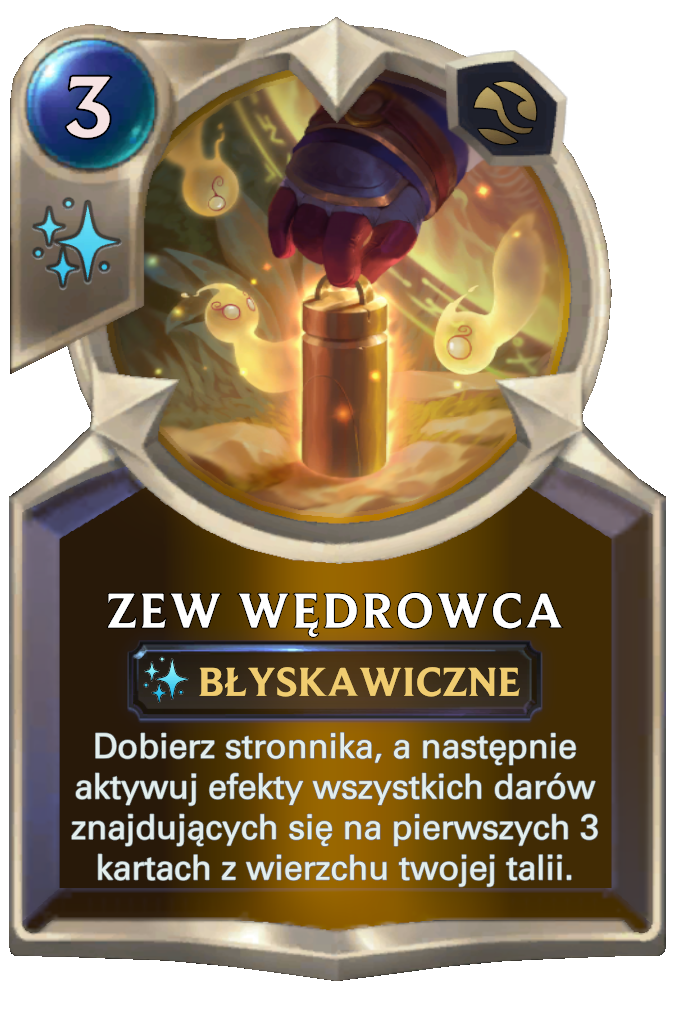 3
ZEW WĘDROWCA
BŁYSKAWICZNE
Dobierz stronnika, a następnie
aktywuj efekty wszystkich darów
znajdujących się na pierwszych 3
kartach z wierzchu twojej talii.